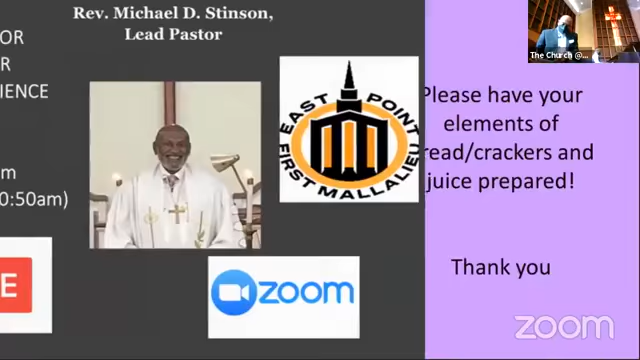 Rev. Michael D. Stinson,
Lead Pastor
OR
R
IENCE
m
0:50am)
E
EAST POINT
FIRST MALLALIEU
zoom
The Church @...
Please have your
elements of
read/crackers and
juice prepared!
Thank you
zoom